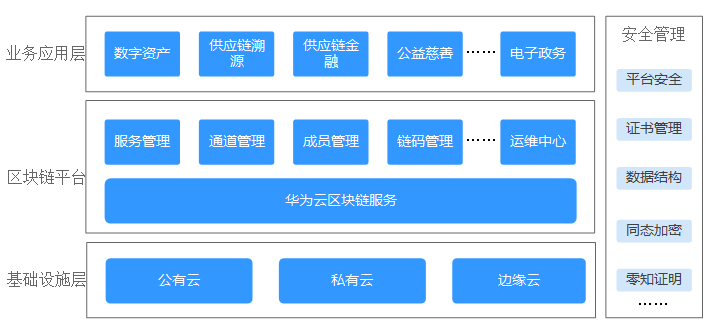 业务应用层
数字资产
供应链溯
源
供应链金
融
公益慈善
······
电子政务
区块链平台
服务管理
通道管理
成员管理
链码管理
······
运维中心
华为云区块链服务
基础设施层
公有云
私有云
边缘云
安全管理
平台安全
证书管理
数据结构
同态加密
零知证明
······